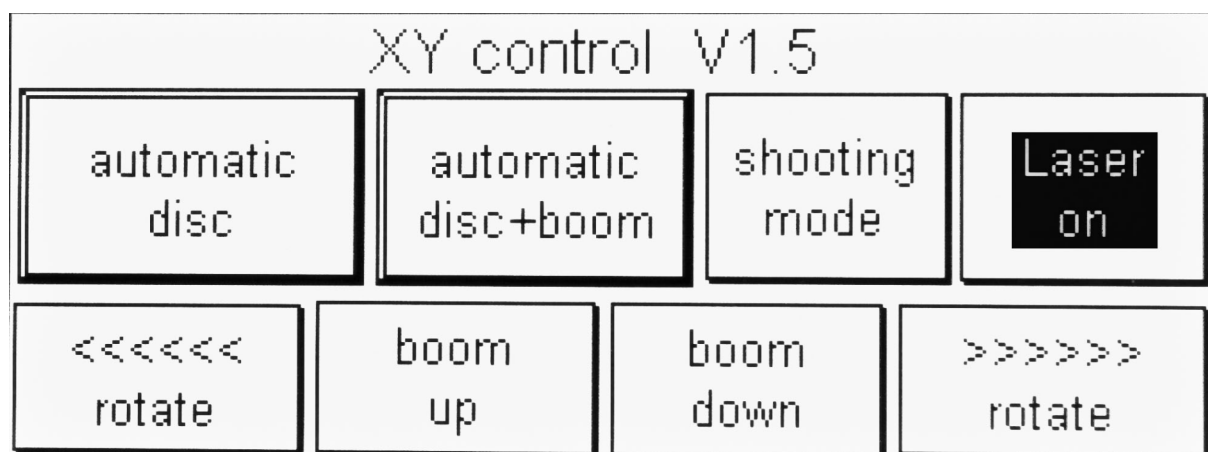 XY control V1.5
automatic
disc
automatic
disc+boom
shooting
mode
Laser
on
<<<<<<
rotate
boom
up
boom
down
>>>>>>
rotate